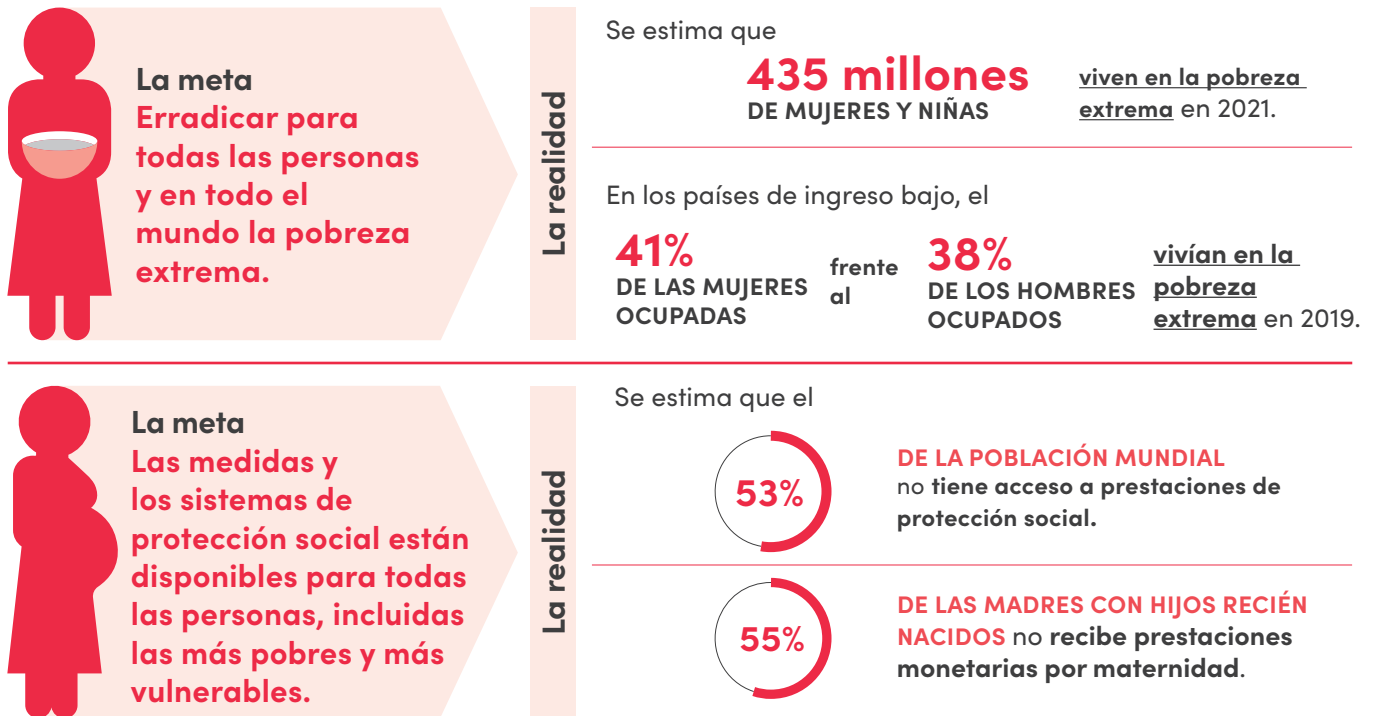 La meta
Erradicar para
todas las personas
y en todo el
mundo la pobreza
extrema.
La realidad
Se estima que
435 millones
DE MUJERES Y NIÑAS
viven en la pobreza
extrema en 2021.
En los países de ingreso bajo, el
41%
DE LAS MUJERES
OCUPADAS
frente
al
38%
DE LOS HOMBRES
OCUPADOS
vivían en la
pobreza
extrema en 2019.
La meta
Las medidas y
los sistemas de
protección social están
disponibles para todas
las personas, incluidas
las más pobres y más
vulnerables.
La realidad
Se estima que el
53%
DE LA POBLACIÓN MUNDIAL
no tiene acceso a prestaciones de
protección social.
55%
DE LAS MADRES CON HIJOS RECIÉN
NACIDOS no recibe prestaciones
monetarias por maternidad.